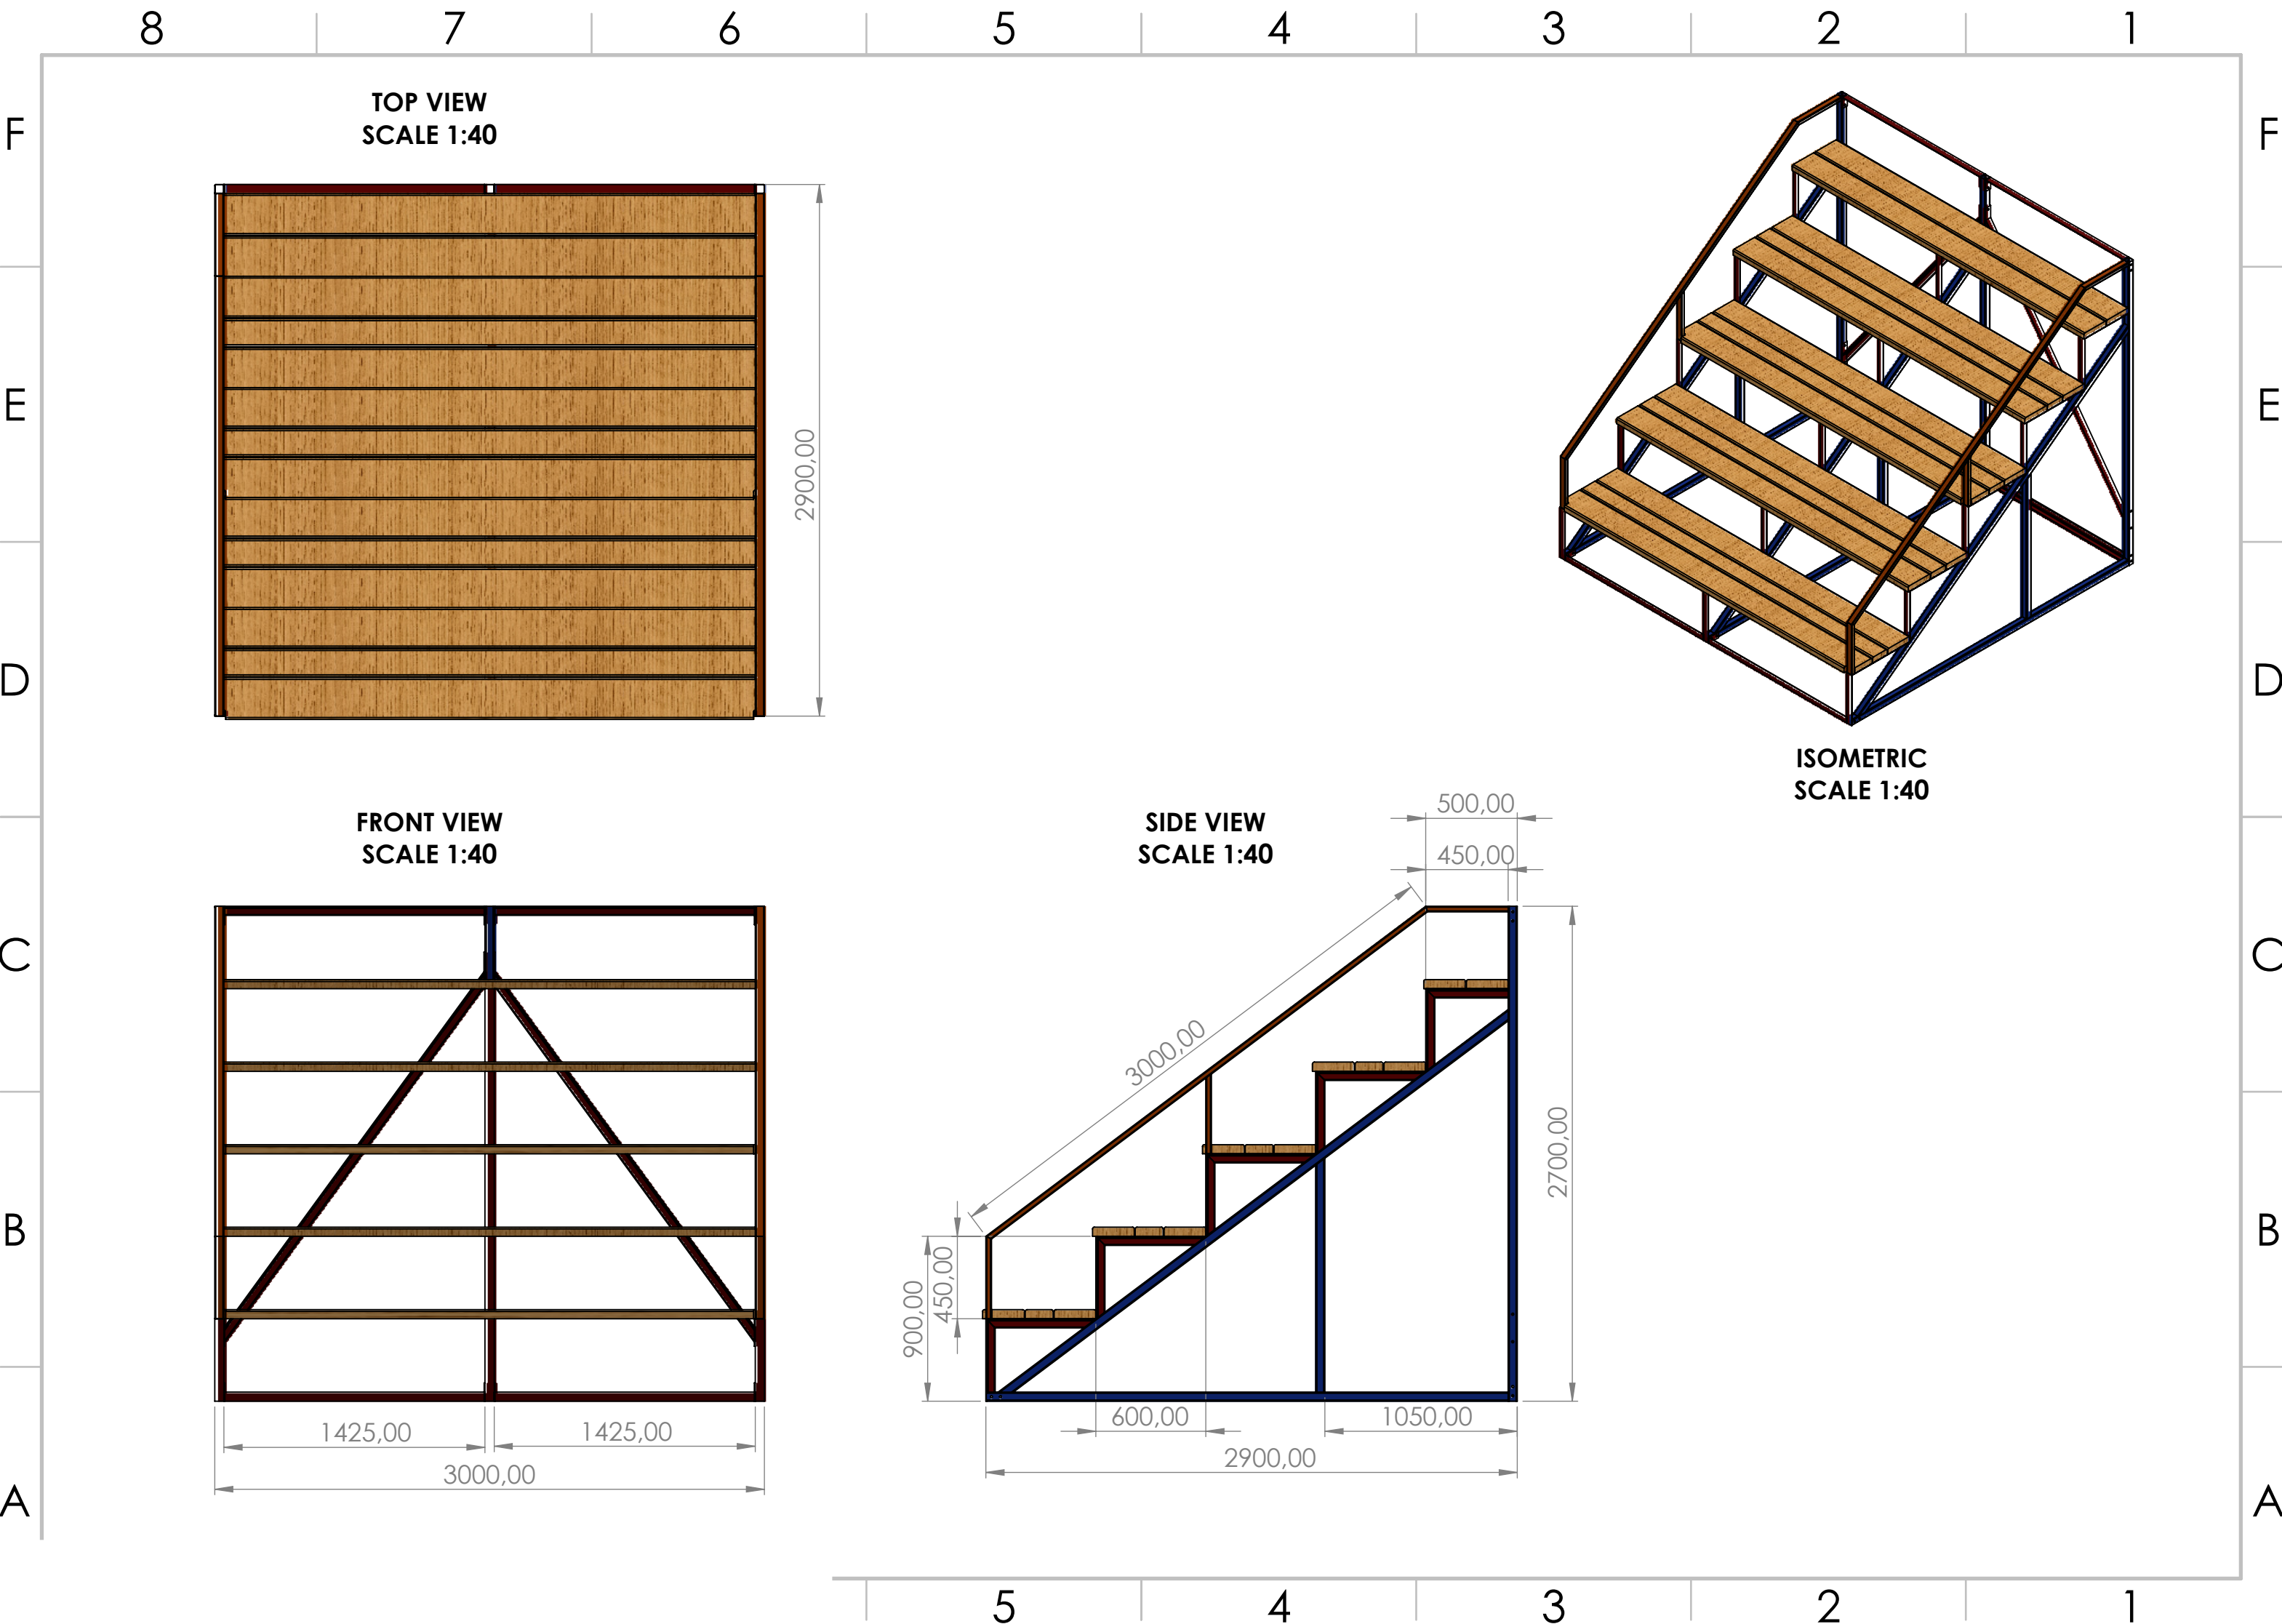 8 7 6 5 4 3 2 1
F F
E E
D D
C C
B B
A A
TOP VIEW
SCALE 1:40
2900,00
ISOMETRIC
SCALE 1:40
FRONT VIEW
SCALE 1:40
1425,00 1425,00
3000,00
SIDE VIEW
SCALE 1:40
500,00
450,00
3000,00
2700,00
450,00
900,00
600,00 1050,00
2900,00
5 4 3 2 1